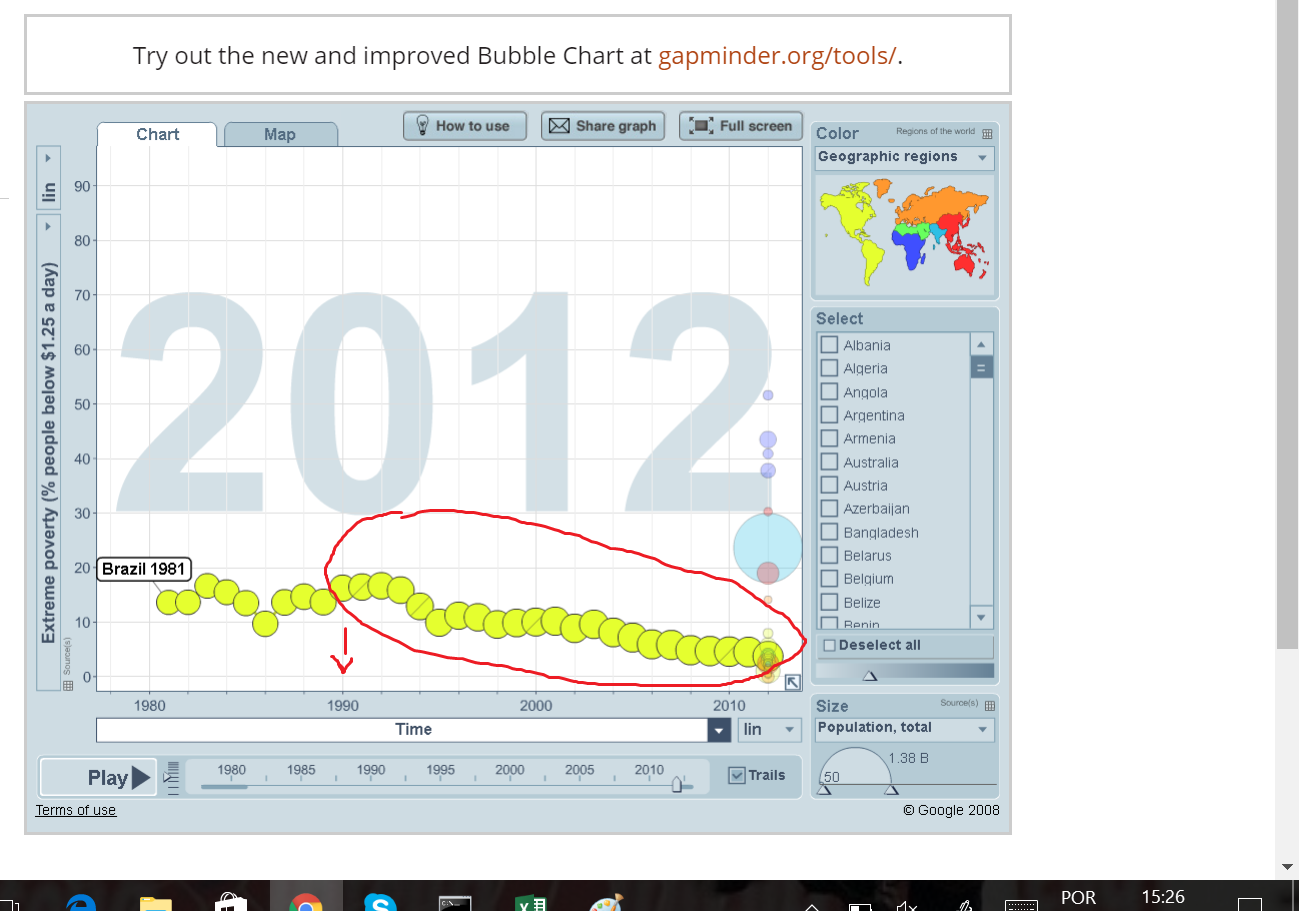 Try out the new and improved Bubble Chart at gapminder.org/tools/.
Chart
Map
How to use
Share graph
Full screen
lin
Extreme poverty (% people below $1.25 a day)
Source(s)
90
80
70
60
50
40
30
20
10
0
2012
Brazil 1981
1980
1990
2000
2010
Time
lin
Play
1980
1985
1990
1995
2000
2005
2010
Trails
Color
Regions of the world
Geographic regions
Select
Albania
Algeria
Angola
Argentina
Armenia
Australia
Austria
Azerbaijan
Bangladesh
Belarus
Belgium
Belize
Benin
Deselect all
Size
Source(s)
Population, total
1.38 B
50
Terms of use
© Google 2008
POR
15:26